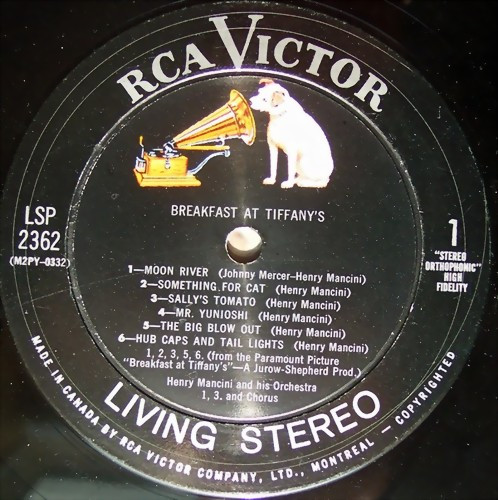 RCA VICTOR
BREAKFAST AT TIFFANY'S
LSP
2362
(M2PY-0332)
1
"STEREO
ORTHOPHONIC"
HIGH
FIDELITY
1—MOON RIVER (Johnny Mercer—Henry Mancini)
2—SOMETHING FOR CAT (Henry Mancini)
3—SALLY'S TOMATO (Henry Mancini)
4—MR. YUNIOSHI (Henry Mancini)
5—THE BIG BLOW OUT (Henry Mancini)
6—HUB CAPS AND TAIL LIGHTS (Henry Mancini)
1, 2, 3, 5, 6. (from the Paramount Picture
"Breakfast at Tiffany's"—A Jurow-Shepherd Prod.)
Henry Mancini and his Orchestra
1, 3. and Chorus
LIVING STEREO
MADE IN CANADA BY RCA VICTOR COMPANY, LTD., MONTREAL — COPYRIGHT